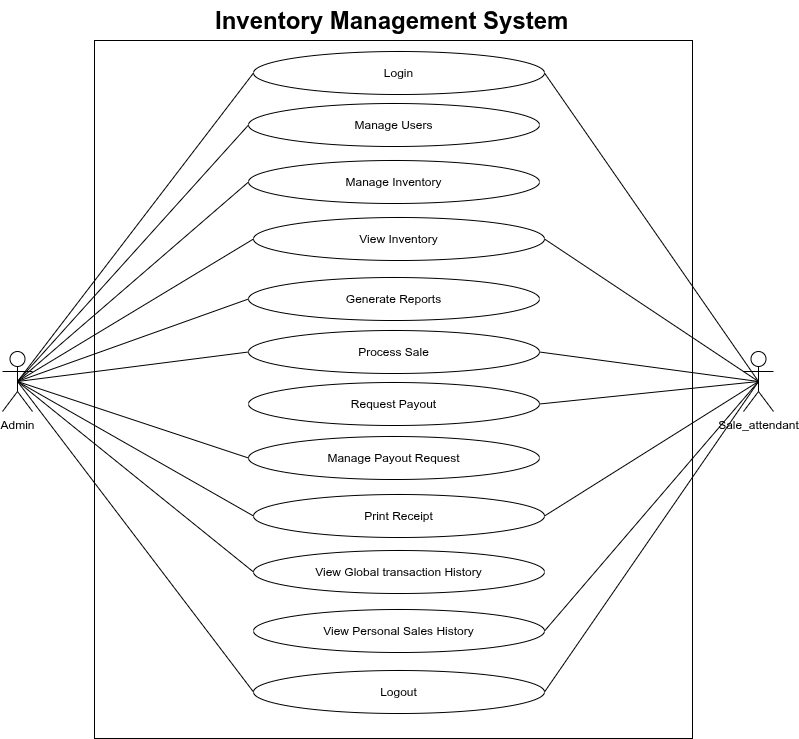 Inventory Management System
Login
Manage Users
Manage Inventory
View Inventory
Generate Reports
Process Sale
Request Payout
Admin
Sale_attendant
Manage Payout Request
Print Receipt
View Global transaction History
View Personal Sales History
Logout